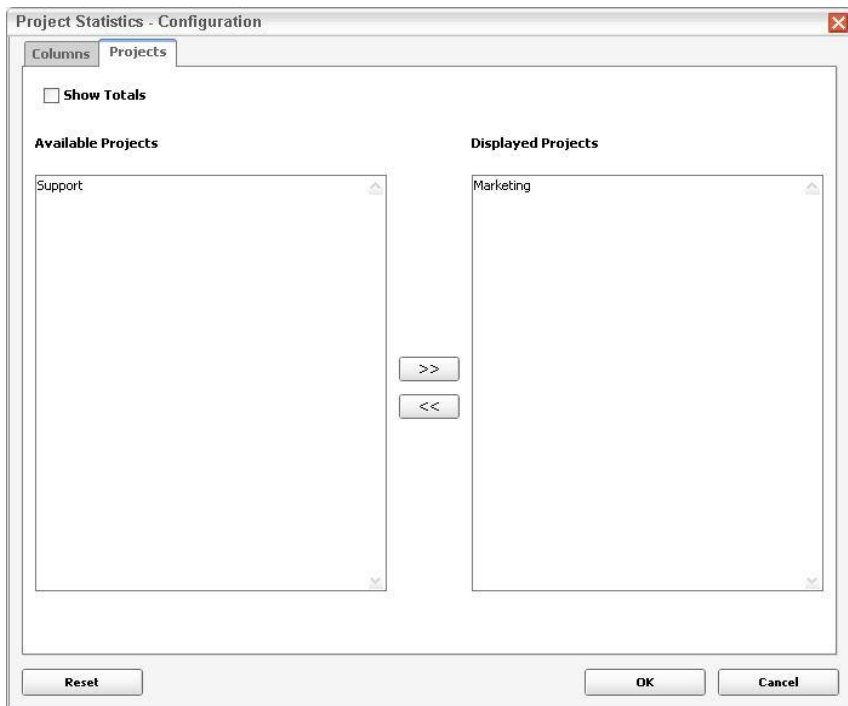 Project Statistics - Configuration
Columns Projects
Show Totals
Available Projects Displayed Projects
Support Marketing
>>
<<
Reset OK Cancel